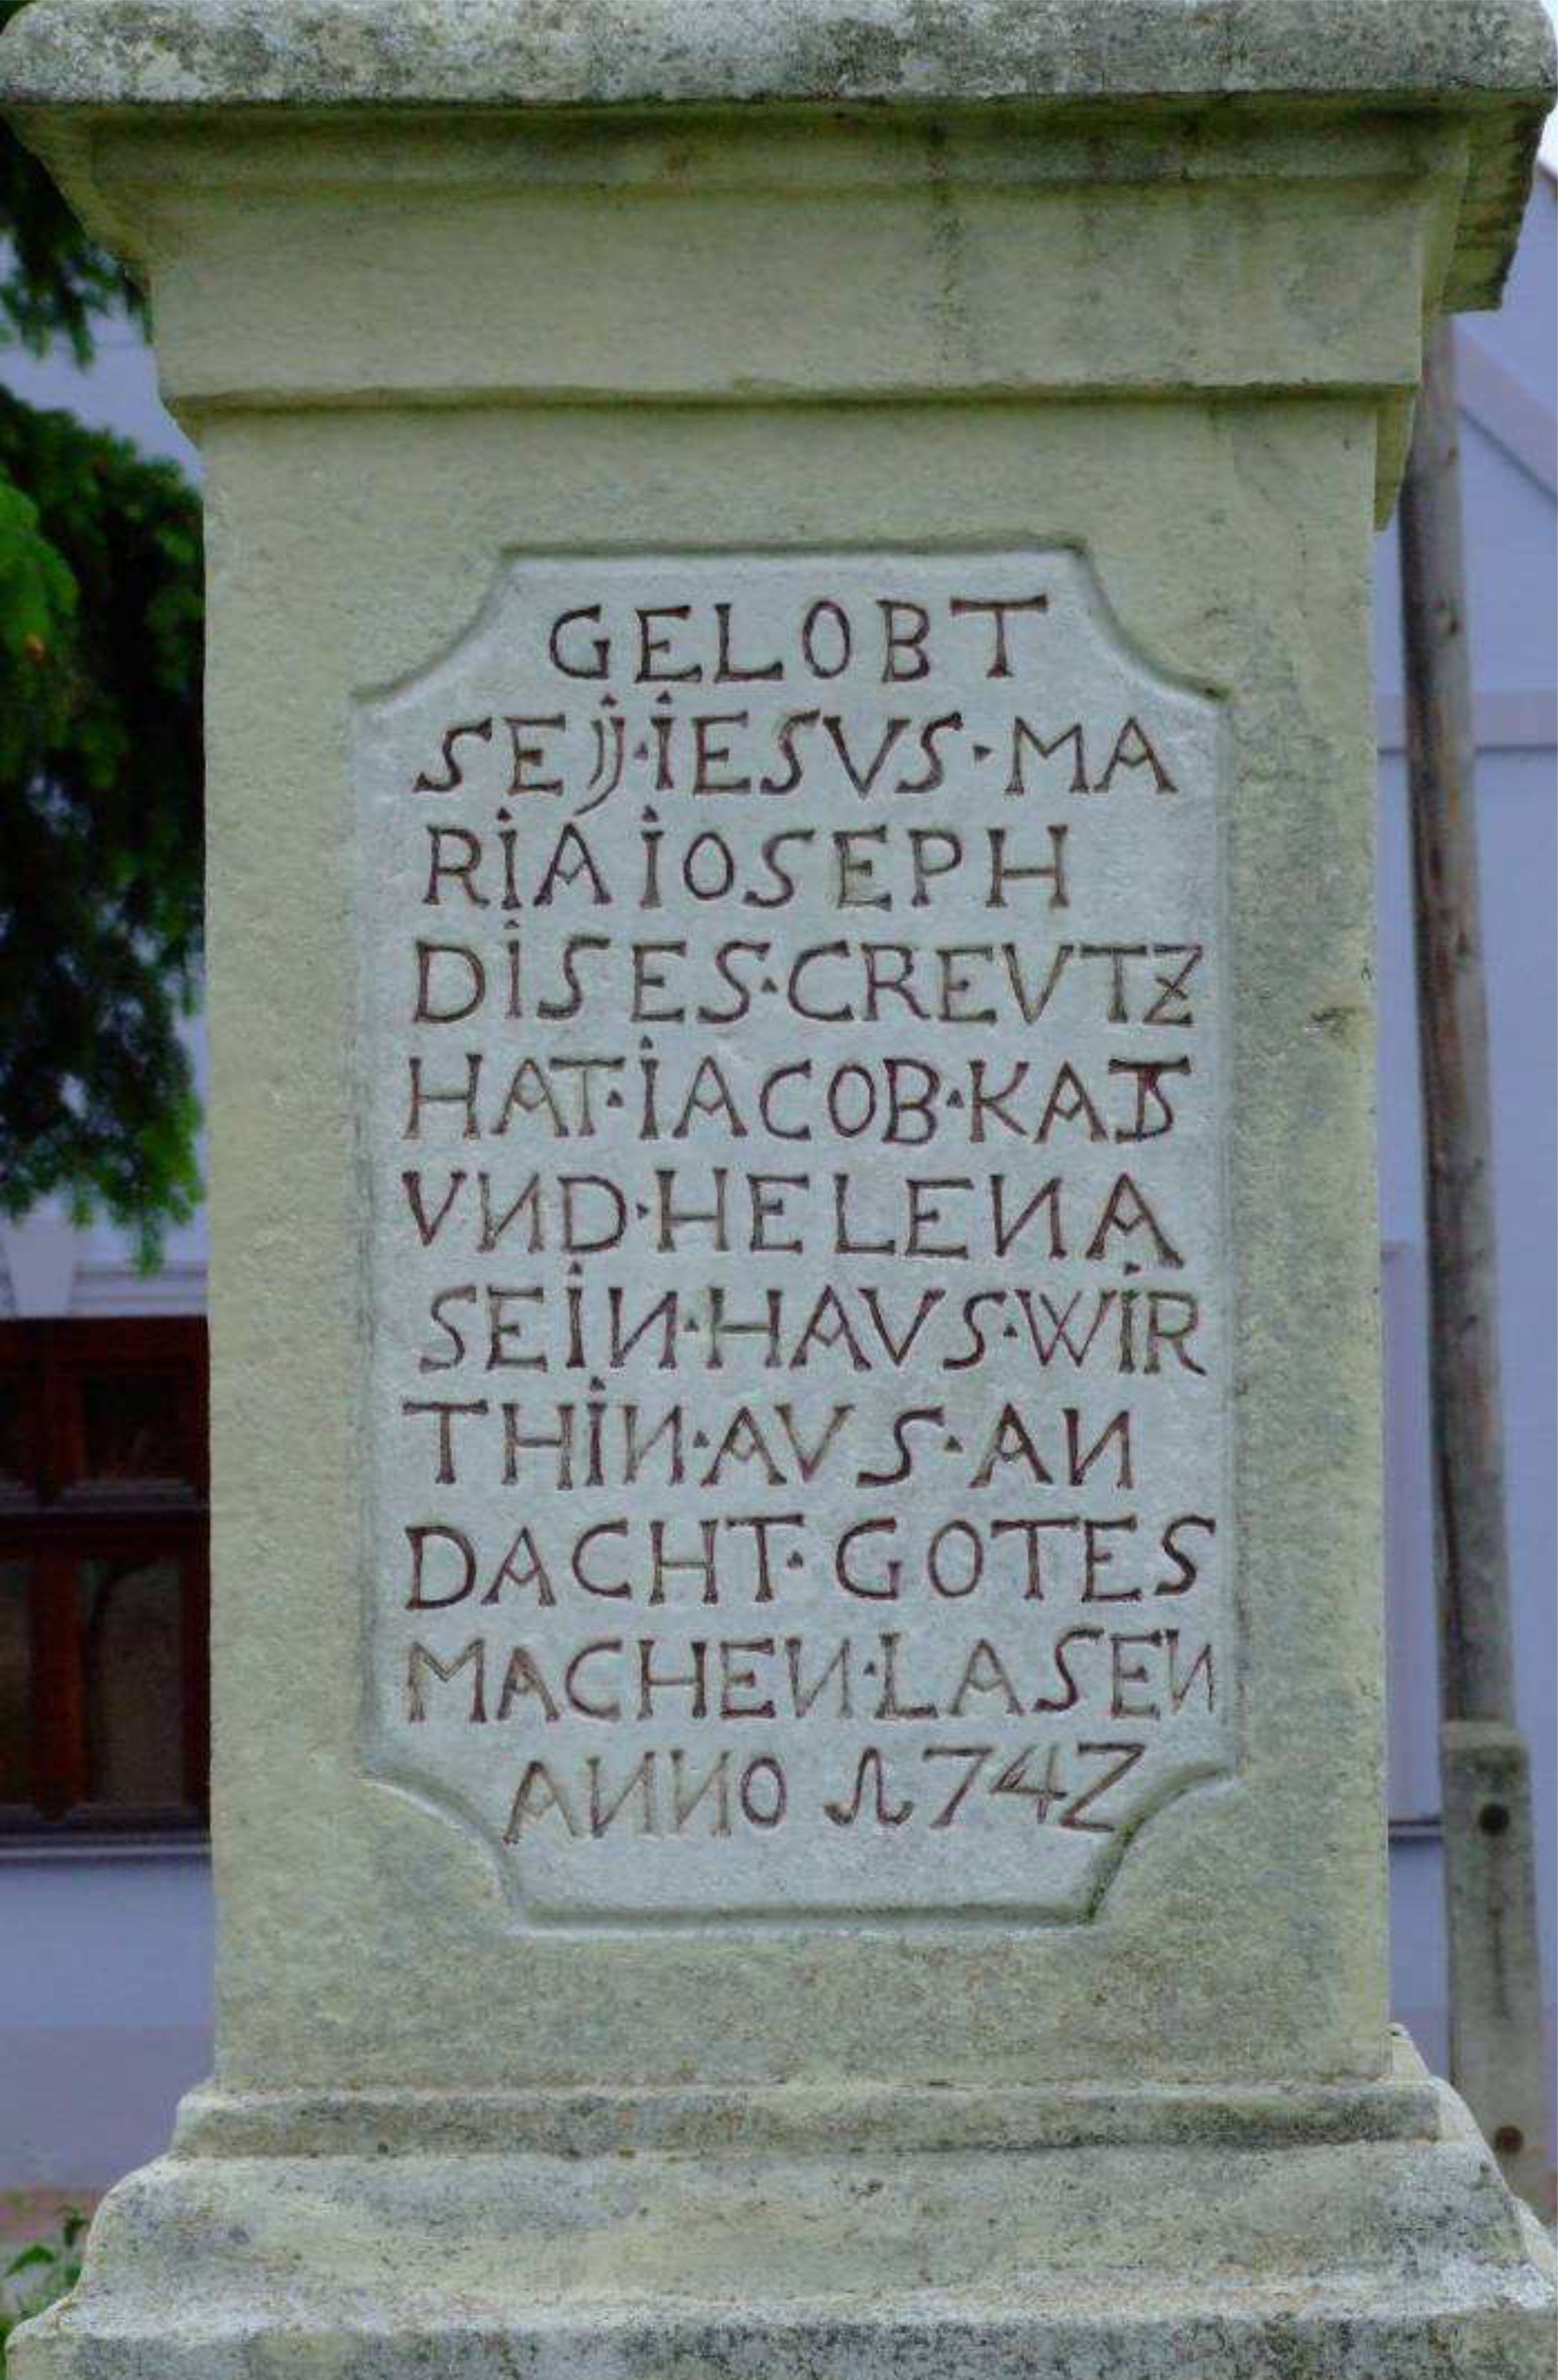 GELOBT
SEIJ·IESVS·MA
RIA IOSEPH
DISES·CREVTZ
HAT·IACOB·KATS
VND·HELENA
SEIN·HAVS·WIR
THIN·AVS·AN
DACHT·GOTES
MACHEN·LASEN
ANNO 1742